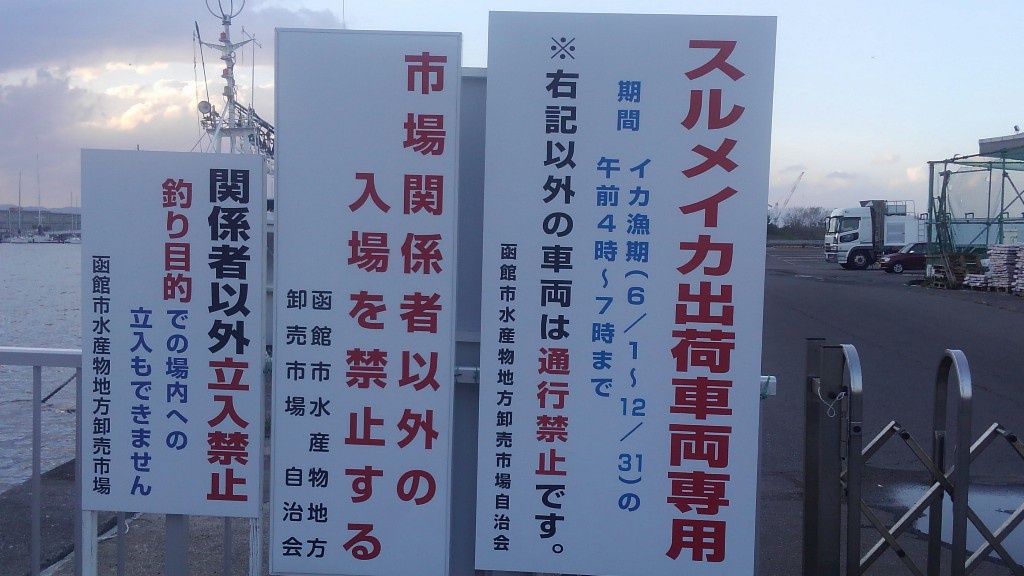 スルメイカ出荷車両専用
期間 イカ漁期(6/1~12/31)の
午前4時~7時まで
※右記以外の車両は通行禁止です。
函館市水産物地方卸売市場自治会
市場関係者以外の
入場を禁止する
函館市水産物地方
卸売市場 自治会
関係者以外立入禁止
釣り目的での場内への
立入もできません
函館市水産物地方卸売市場